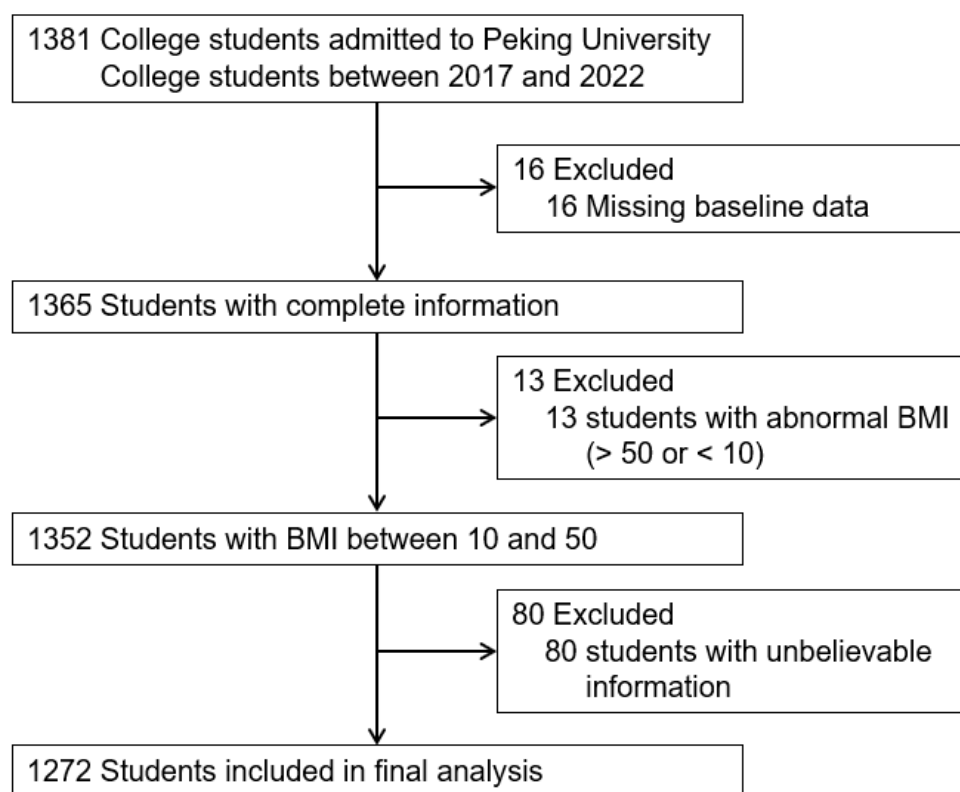 1381 College students admitted to Peking University
College students between 2017 and 2022
16 Excluded
16 Missing baseline data
1365 Students with complete information
13 Excluded
13 students with abnormal BMI
(> 50 or < 10)
1352 Students with BMI between 10 and 50
80 Excluded
80 students with unbelievable
information
1272 Students included in final analysis